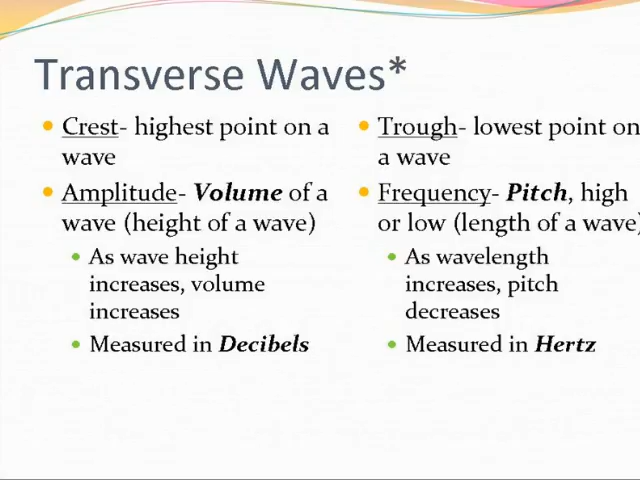 Transverse Waves*
Crest- highest point on a
wave
Amplitude- Volume of a
wave (height of a wave)
As wave height
increases, volume
increases
Measured in Decibels
Trough- lowest point on
a wave
Frequency- Pitch, high
or low (length of a wave)
As wavelength
increases, pitch
decreases
Measured in Hertz